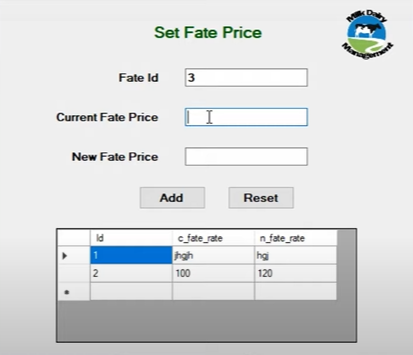 Set Fate Price
Milk Dairy
Management
Fate Id 3
Current Fate Price
New Fate Price
Add Reset
Id c_fate_rate n_fate_rate
1 jhgjh hgj
2 100 120